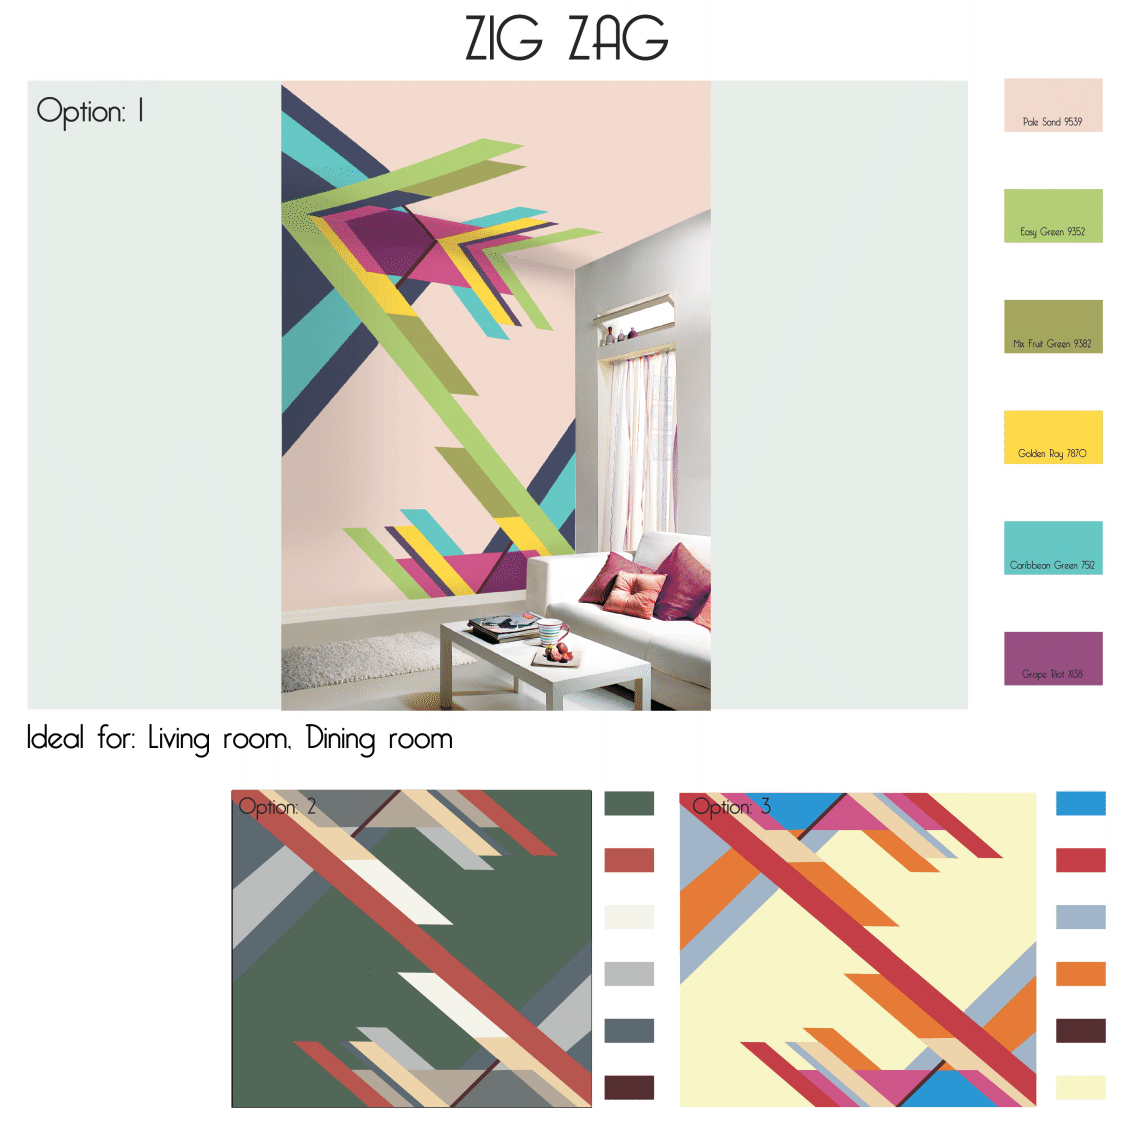 ZIG ZAG
Option: 1
Pale Sand 9539
Easy Green 9352
Mix Fruit Green 9382
Golden Ray 7870
Caribbean Green 7512
Grape Riot X138
Ideal for: Living room, Dining room
Option: 2
Option: 3